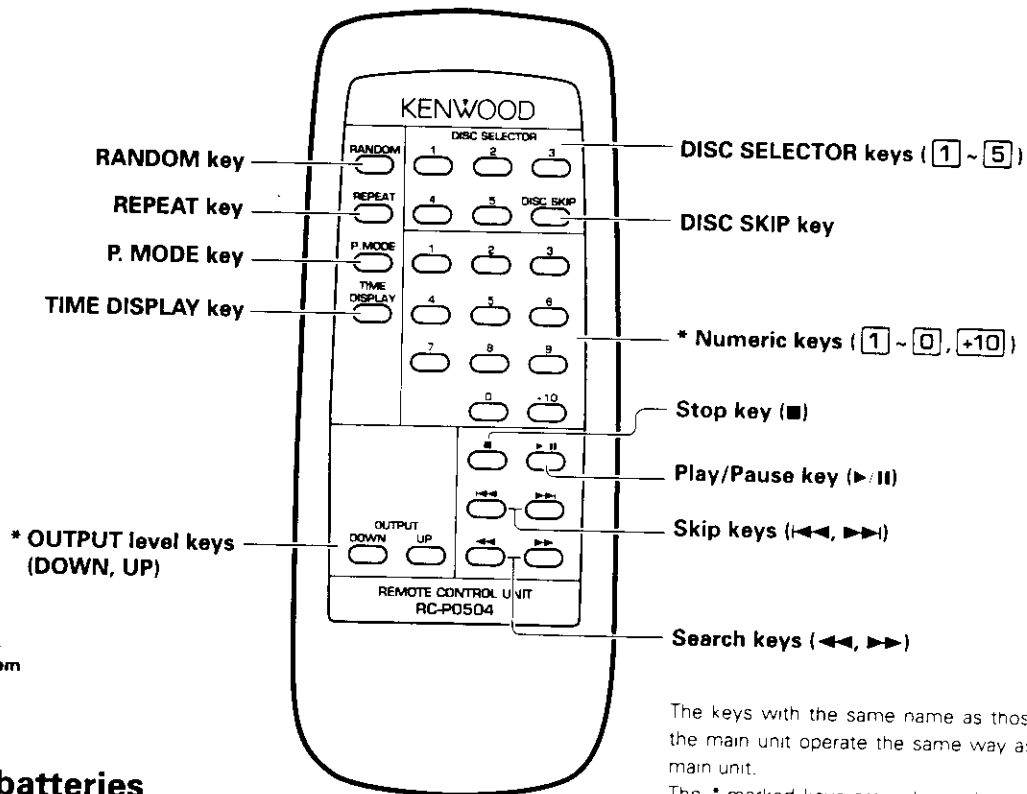 KENWOOD
DISC SELECTOR
RANDOM 1 2 3
REPEAT 4 5 DISC SKIP
P.MODE 1 2 3
TIME
DISPLAY 4 5 6
7 8 9
0 +10
■ ►II
I◄◄ ►►I
OUTPUT
DOWN UP ◄◄ ►►
REMOTE CONTROL UNIT
RC-P0504
RANDOM key
REPEAT key
P. MODE key
TIME DISPLAY key
* OUTPUT level keys
(DOWN, UP)
DISC SELECTOR keys (1 ~ 5)
DISC SKIP key
* Numeric keys (1 ~ 0, +10)
Stop key (■)
Play/Pause key (►/II)
Skip keys (I◄◄, ►►I)
Search keys (◄◄, ►►)
The keys with the same name as
the main unit operate the same way
main unit.
batteries